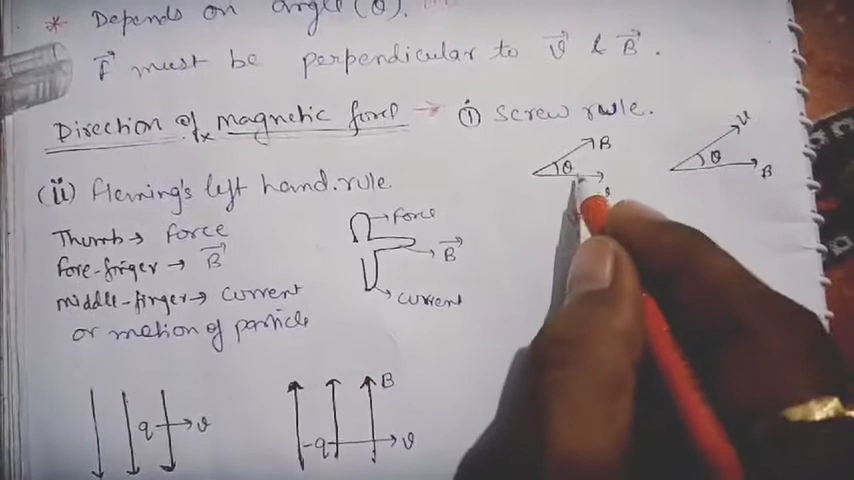 * Depends on angle (θ).
F⃗ must be perpendicular to v⃗ & B⃗.
Direction of magnetic force → (i) Screw rule.
B
θ
v
θ
B
(ii) Fleming's left hand rule.
Thumb → force
Fore-finger → B⃗
middle-finger → current
or motion of particle
force
B⃗
current
q v
B
-q v